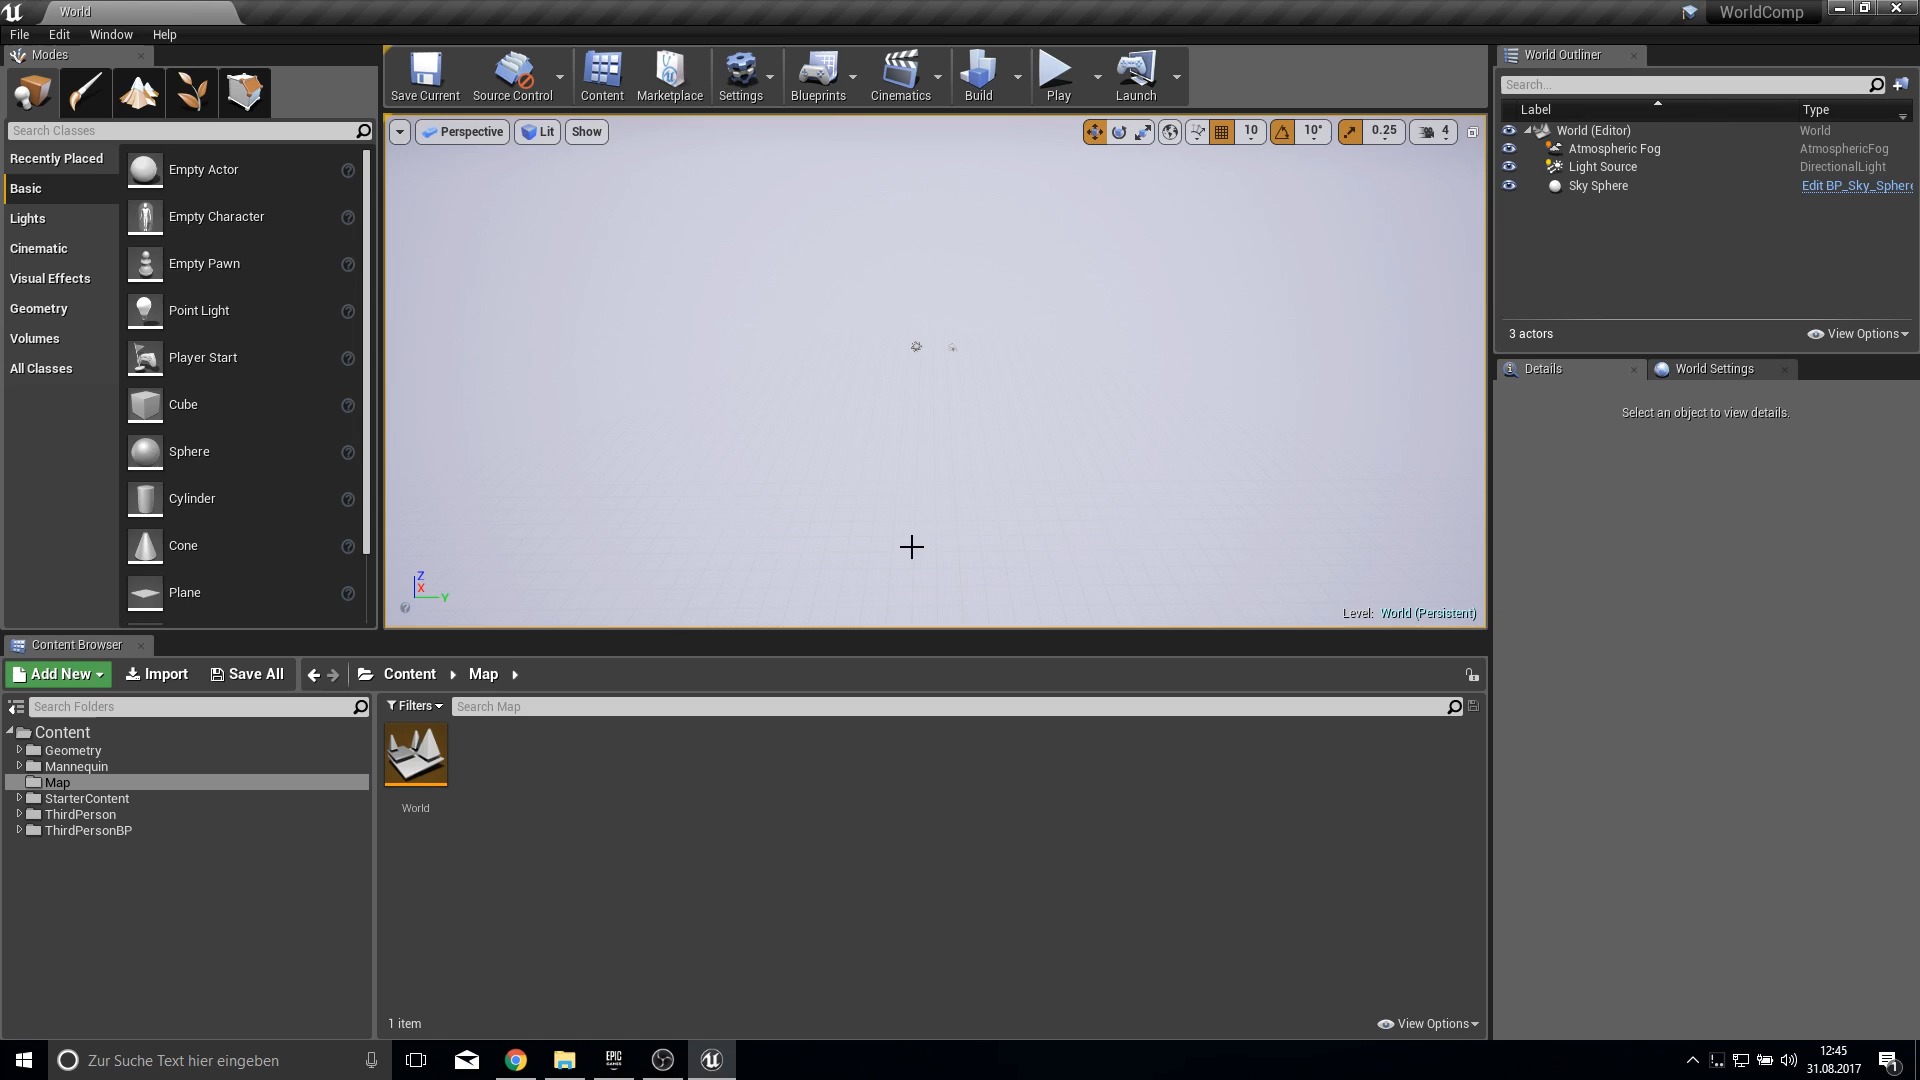 World
WorldComp
File Edit Window Help
Modes
Search Classes
Recently Placed
Basic
Lights
Cinematic
Visual Effects
Geometry
Volumes
All Classes
Empty Actor
Empty Character
Empty Pawn
Point Light
Player Start
Cube
Sphere
Cylinder
Cone
Plane
Save Current Source Control Content Marketplace Settings Blueprints Cinematics Build Play Launch
Perspective Lit Show
10 10° 0.25 4
Z
X
Y
Level: World (Persistent)
World Outliner
Search...
Label Type
World (Editor) World
Atmospheric Fog AtmosphericFog
Light Source DirectionalLight
Sky Sphere Edit BP_Sky_Sphere
3 actors View Options
Details World Settings
Select an object to view details.
Content Browser
Add New Import Save All Content Map
Search Folders
Content
Geometry
Mannequin
Map
StarterContent
ThirdPerson
ThirdPersonBP
Filters Search Map
World
1 item View Options
Zur Suche Text hier eingeben
EPIC GAMES
12:45
31.08.2017
1